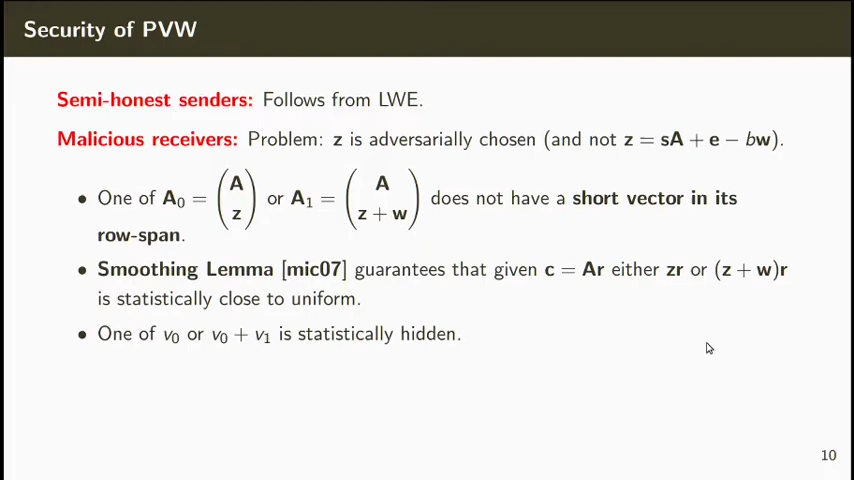 Security of PVW
Semi-honest senders: Follows from LWE.
Malicious receivers: Problem: z is adversarially chosen (and not z = sA + e − bw).
• One of A₀ = (A z) or A₁ = (A z + w) does not have a short vector in its
row-span.
• Smoothing Lemma [mic07] guarantees that given c = Ar either zr or (z + w)r
is statistically close to uniform.
• One of v₀ or v₀ + v₁ is statistically hidden.
10